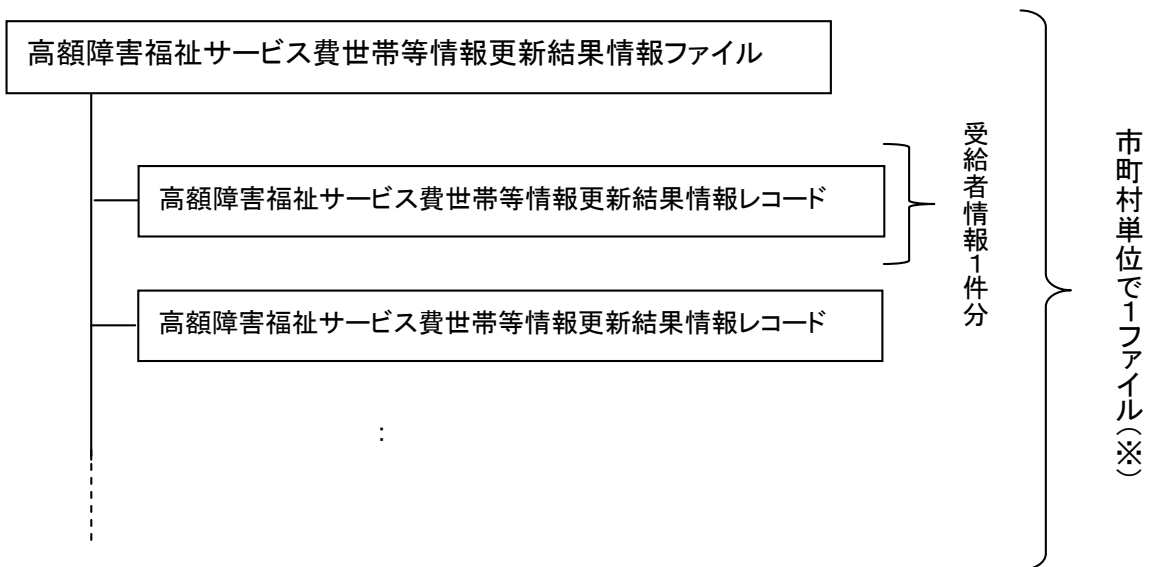 高額障害福祉サービス費世帯等情報更新結果情報ファイル
高額障害福祉サービス費世帯等情報更新結果情報レコード
高額障害福祉サービス費世帯等情報更新結果情報レコード
:
受給者情報1件分
市町村単位で1ファイル(※)